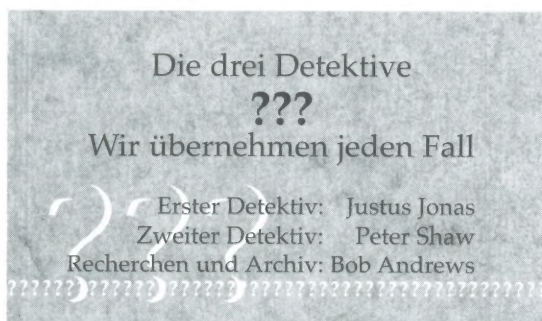 Die drei Detektive
???
Wir übernehmen jeden Fall
???
Erster Detektiv: Justus Jonas
Zweiter Detektiv: Peter Shaw
Recherchen und Archiv: Bob Andrews
?????????????????????????????????????????????